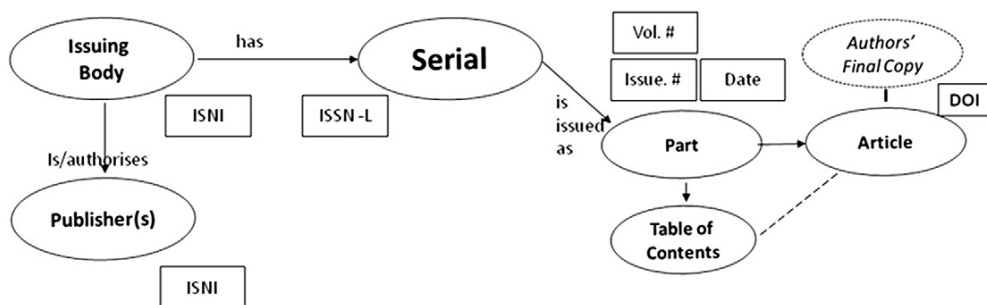 Issuing
Body
has
Serial
ISNI
ISSN -L
Is/authorises
Publisher(s)
ISNI
is
issued
as
Vol. #
Issue. #
Date
Part
Table of
Contents
Authors’
Final Copy
DOI
Article